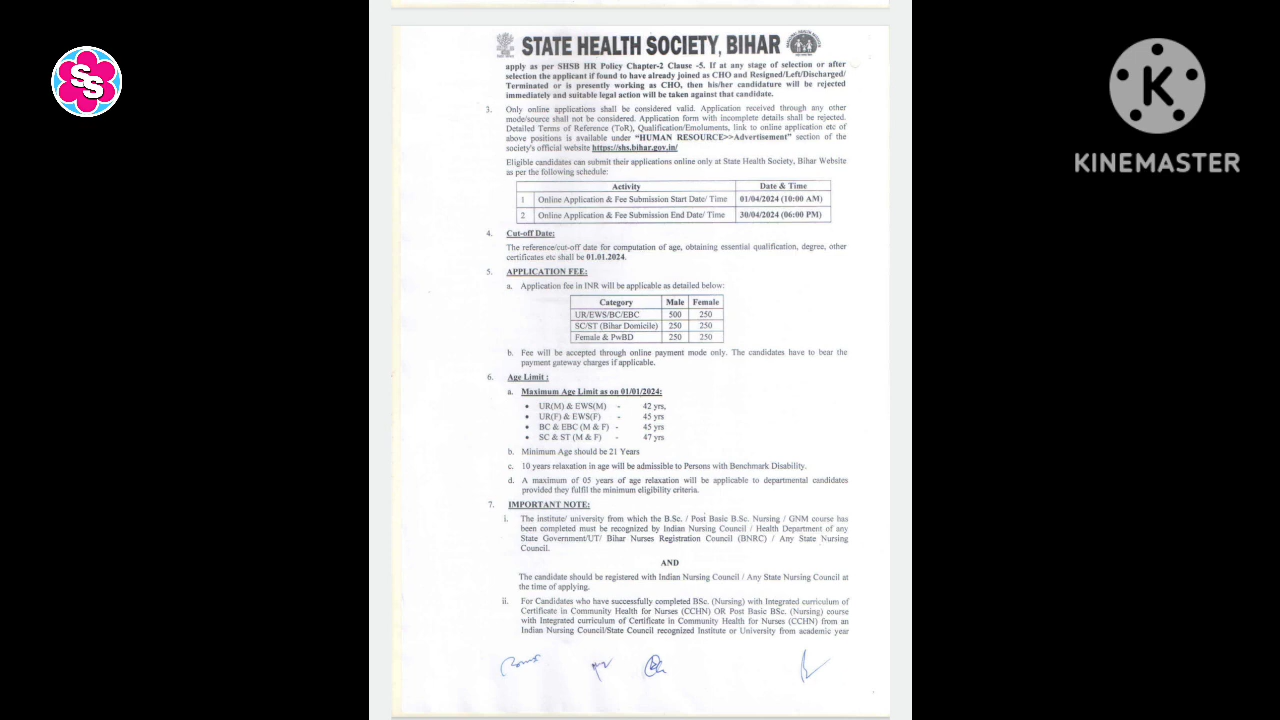 SS
KINEMASTER
STATE HEALTH SOCIETY, BIHAR
apply as per SHSB HR Policy Chapter-2 Clause -5. If at any stage of selection or after
selection the applicant if found to have already joined as CHO and Resigned/Left/Discharged/
Terminated or is presently working as CHO, then his/her candidature will be rejected
immediately and suitable legal action will be taken against that candidate.
3. Only online applications shall be considered valid. Application received through any other
mode/source shall not be considered. Application form with incomplete details shall be rejected.
Detailed Terms of Reference (ToR), Qualification/Emoluments, link to online application etc of
above positions is available under “HUMAN RESOURCE>>Advertisement” section of the
society's official website https://shs.bihar.gov.in/
Eligible candidates can submit their applications online only at State Health Society, Bihar Website
as per the following schedule:
Activity Date & Time
1 Online Application & Fee Submission Start Date/ Time 01/04/2024 (10:00 AM)
2 Online Application & Fee Submission End Date/ Time 30/04/2024 (06:00 PM)
4. Cut-off Date:
The reference/cut-off date for computation of age, obtaining essential qualification, degree, other
certificates etc shall be 01.01.2024.
5. APPLICATION FEE:
a. Application fee in INR will be applicable as detailed below:
Category Male Female
UR/EWS/BC/EBC 500 250
SC/ST (Bihar Domicile) 250 250
Female & PwBD 250 250
b. Fee will be accepted through online payment mode only. The candidates have to bear the
payment gateway charges if applicable.
6. Age Limit :
a. Maximum Age Limit as on 01/01/2024:
• UR(M) & EWS(M) - 42 yrs,
• UR(F) & EWS(F) - 45 yrs
• BC & EBC (M & F) - 45 yrs
• SC & ST (M & F) - 47 yrs
b. Minimum Age should be 21 Years
c. 10 years relaxation in age will be admissible to Persons with Benchmark Disability.
d. A maximum of 05 years of age relaxation will be applicable to departmental candidates
provided they fulfil the minimum eligibility criteria.
7. IMPORTANT NOTE:
i. The institute/ university from which the B.Sc. / Post Basic B.Sc. Nursing / GNM course has
been completed must be recognized by Indian Nursing Council / Health Department of any
State Government/UT/ Bihar Nurses Registration Council (BNRC) / Any State Nursing
Council.
AND
The candidate should be registered with Indian Nursing Council / Any State Nursing Council at
the time of applying.
ii. For Candidates who have successfully completed BSc. (Nursing) with Integrated curriculum of
Certificate in Community Health for Nurses (CCHN) OR Post Basic BSc. (Nursing) course
with Integrated curriculum of Certificate in Community Health for Nurses (CCHN) from an
Indian Nursing Council/State Council recognized Institute or University from academic year